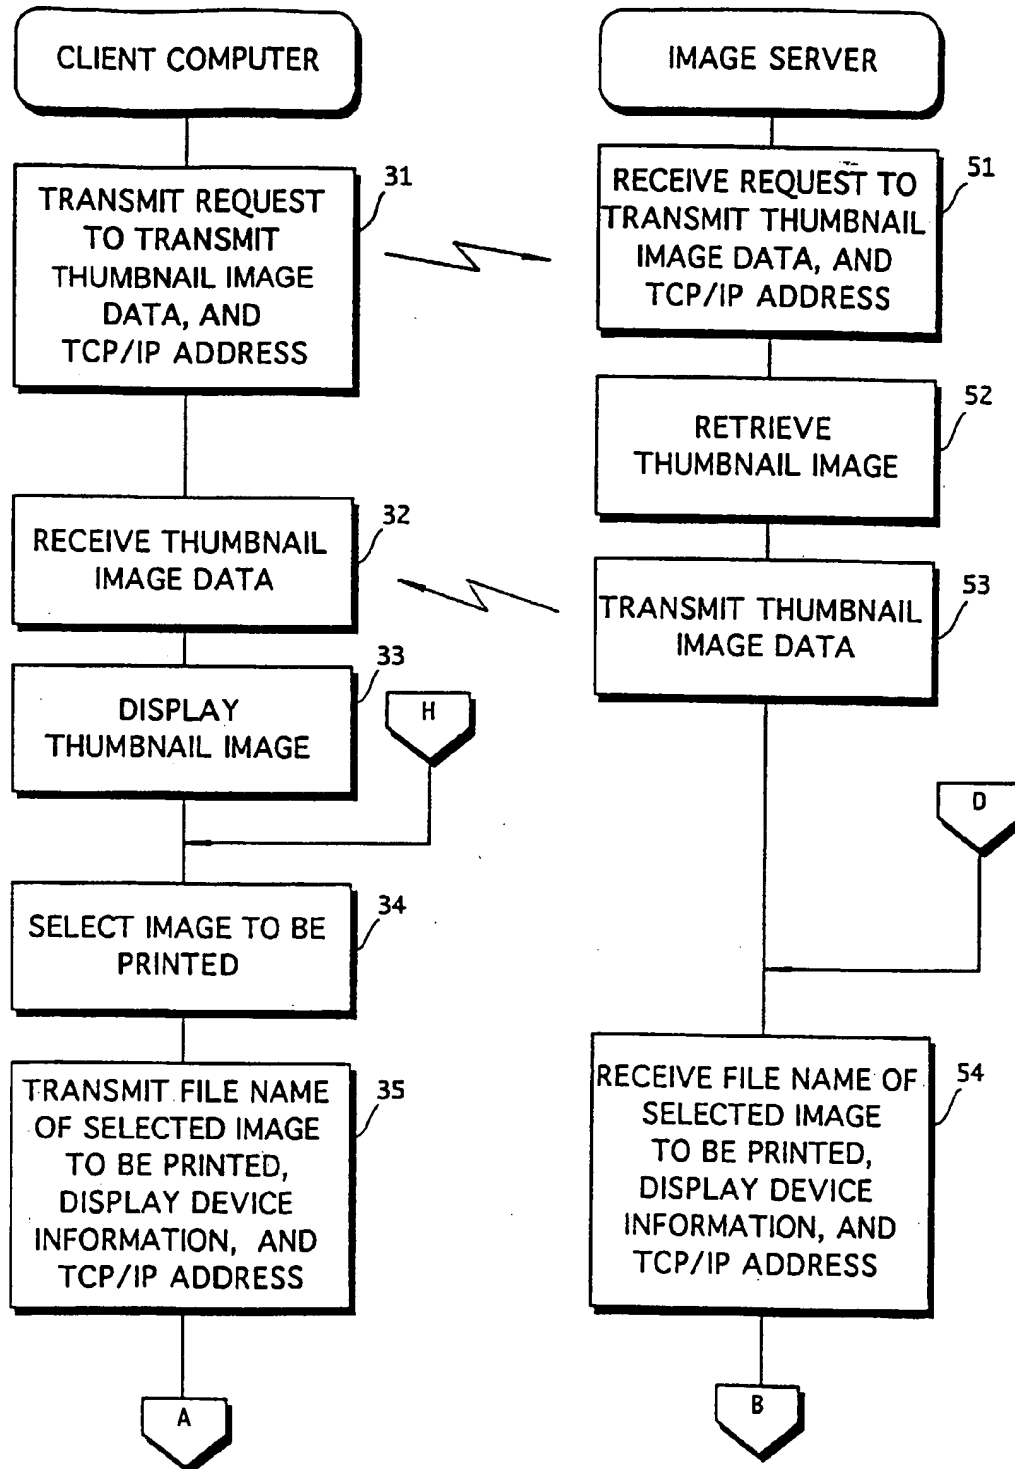 CLIENT COMPUTER
31
TRANSMIT REQUEST
TO TRANSMIT
THUMBNAIL IMAGE
DATA, AND
TCP/IP ADDRESS
32
RECEIVE THUMBNAIL
IMAGE DATA
33
DISPLAY
THUMBNAIL IMAGE
H
34
SELECT IMAGE TO BE
PRINTED
35
TRANSMIT FILE NAME
OF SELECTED IMAGE
TO BE PRINTED,
DISPLAY DEVICE
INFORMATION, AND
TCP/IP ADDRESS
A
IMAGE SERVER
51
RECEIVE REQUEST TO
TRANSMIT THUMBNAIL
IMAGE DATA, AND
TCP/IP ADDRESS
52
RETRIEVE
THUMBNAIL IMAGE
53
TRANSMIT THUMBNAIL
IMAGE DATA
D
54
RECEIVE FILE NAME OF
SELECTED IMAGE
TO BE PRINTED,
DISPLAY DEVICE
INFORMATION, AND
TCP/IP ADDRESS
B